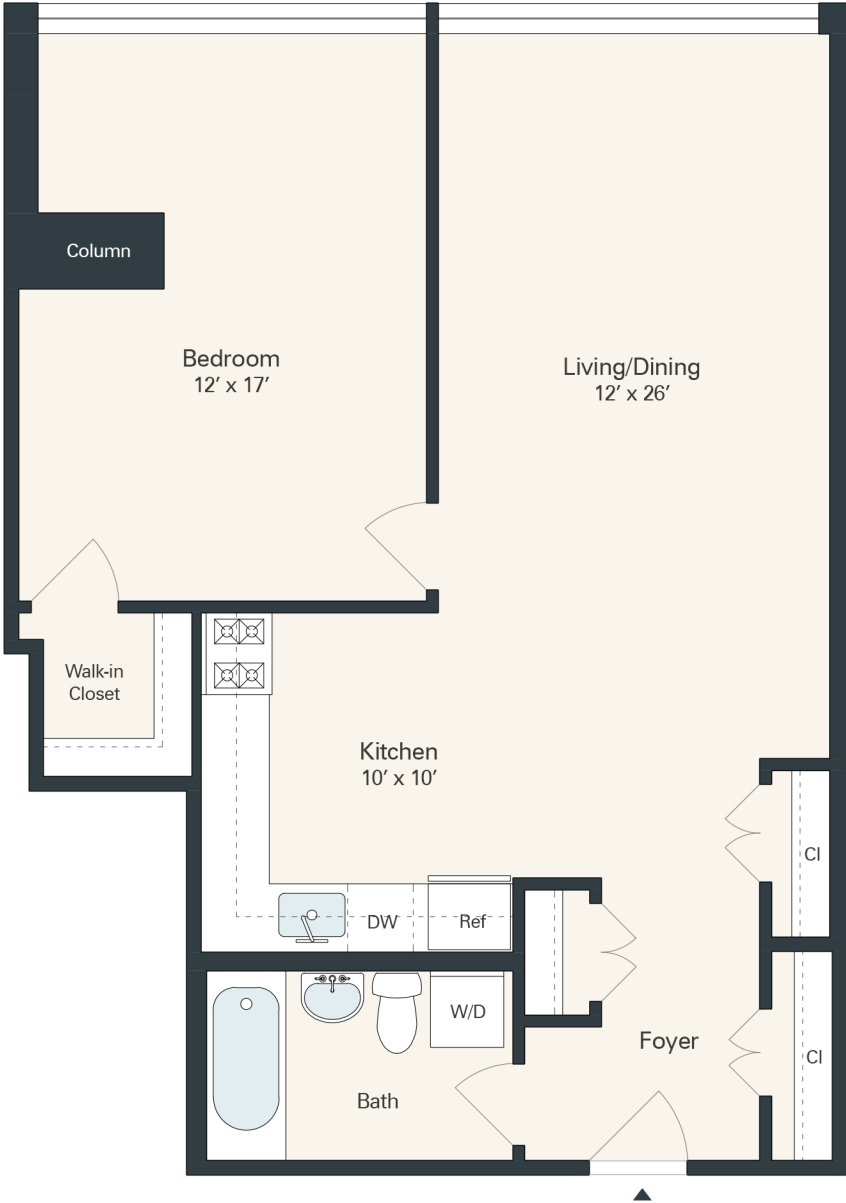 Column
Bedroom
12’ x 17’
Living/Dining
12’ x 26’
Walk-in
Closet
Kitchen
10’ x 10’
Cl
DW
Ref
W/D
Foyer
Cl
Bath